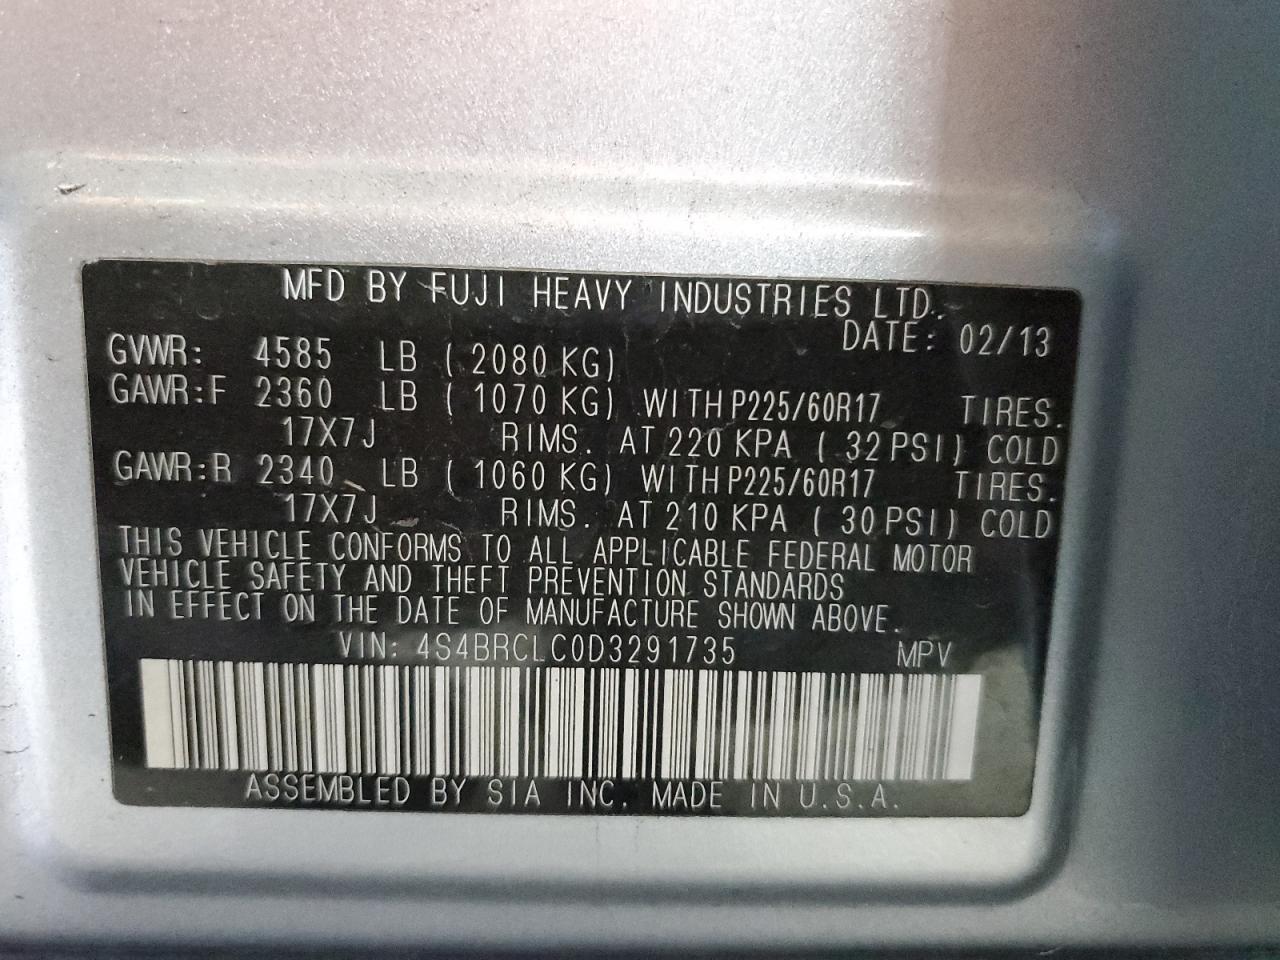 MFD BY FUJI HEAVY INDUSTRIES LTD.
DATE: 02/13
GVWR: 4585 LB ( 2080 KG)
GAWR:F 2360 LB ( 1070 KG) WITH P225/60R17 TIRES.
17X7J RIMS. AT 220 KPA ( 32 PSI) COLD
GAWR:R 2340 LB ( 1060 KG) WITH P225/60R17 TIRES.
17X7J RIMS. AT 210 KPA ( 30 PSI) COLD
THIS VEHICLE CONFORMS TO ALL APPLICABLE FEDERAL MOTOR
VEHICLE SAFETY AND THEFT PREVENTION STANDARDS
IN EFFECT ON THE DATE OF MANUFACTURE SHOWN ABOVE.
VIN: 4S4BRCLC0D3291735 MPV
ASSEMBLED BY SIA INC. MADE IN U.S.A.